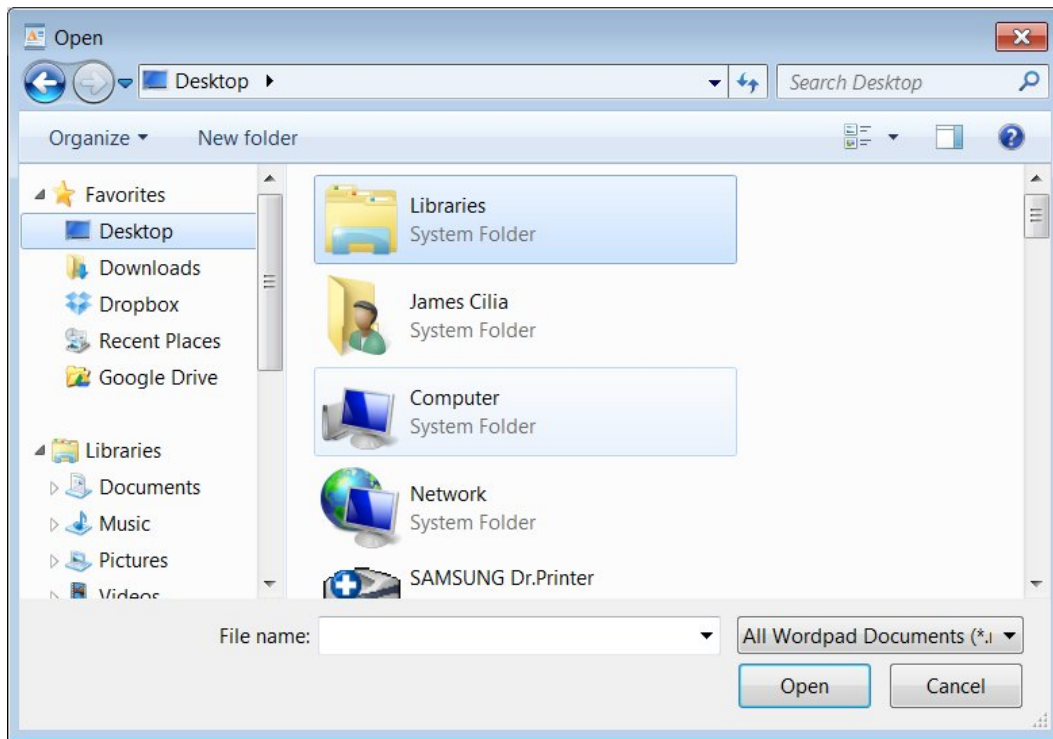 Open
Desktop
Search Desktop
Organize
New folder
Favorites
Desktop
Downloads
Dropbox
Recent Places
Google Drive
Libraries
Documents
Music
Pictures
Videos
Libraries
System Folder
James Cilia
System Folder
Computer
System Folder
Network
System Folder
SAMSUNG Dr.Printer
File name:
All Wordpad Documents (*.r
Open
Cancel